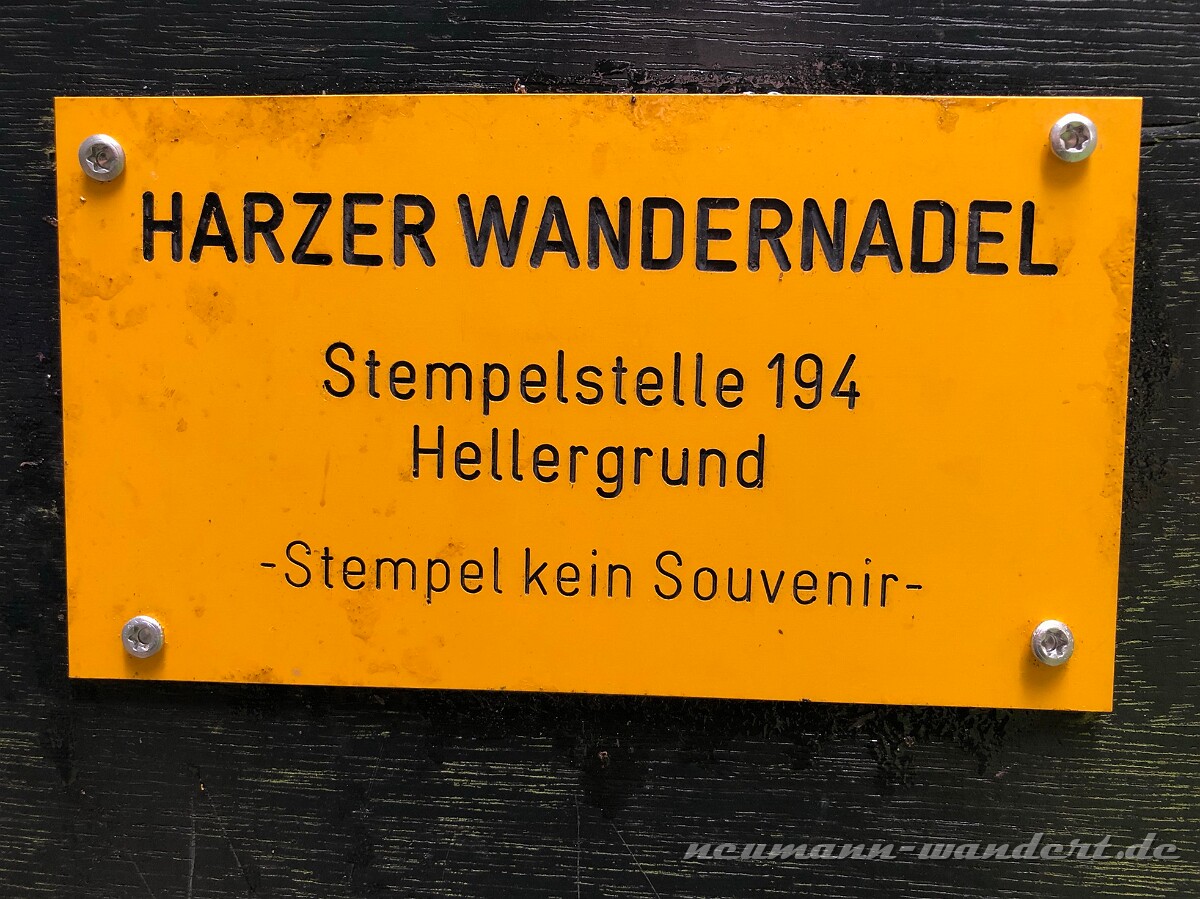 HARZER WANDERNADEL
Stempelstelle 194
Hellergrund
-Stempel kein Souvenir-
neumann-wandert.de